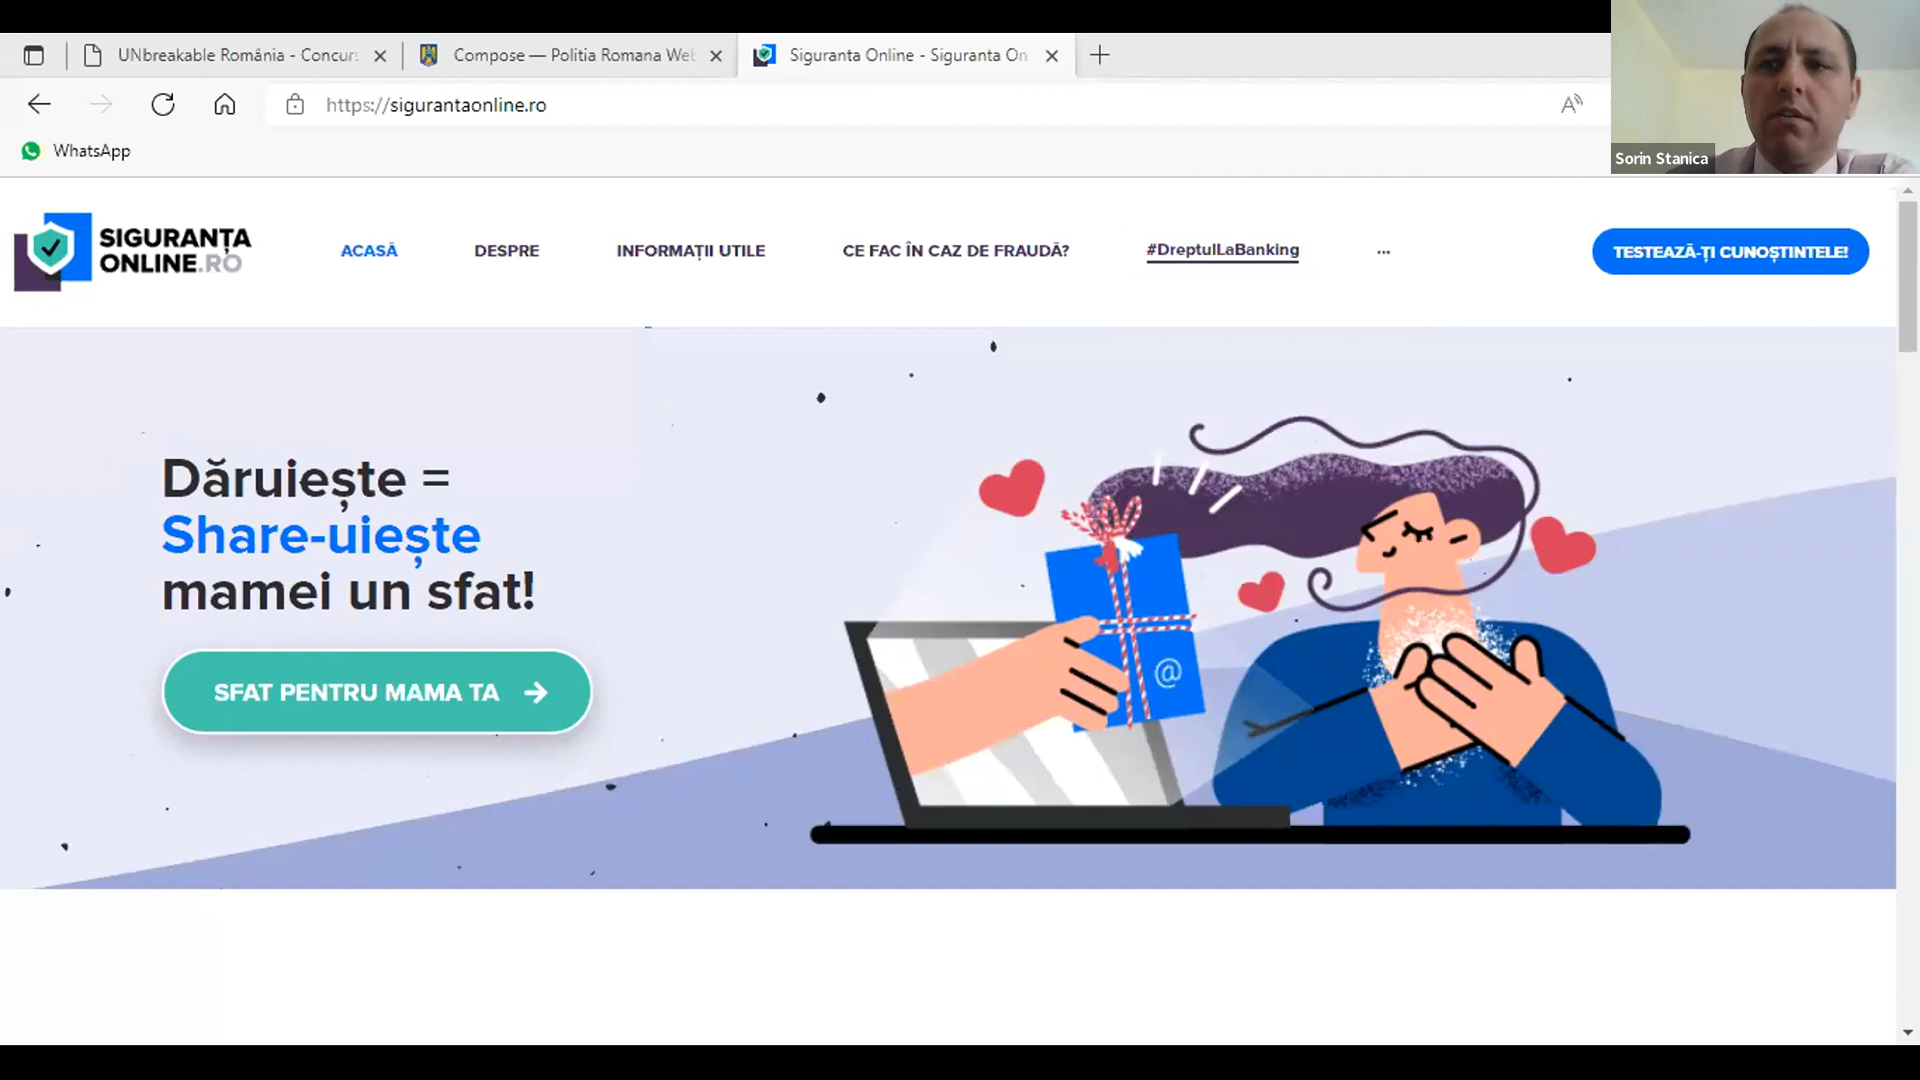 UNbreakable România - Concur
Compose — Politia Romana Web
Siguranta Online - Siguranta On
https://sigurantaonline.ro
WhatsApp
Sorin Stanica
SIGURANȚA
ONLINE.RO
ACASĂ
DESPRE
INFORMAȚII UTILE
CE FAC ÎN CAZ DE FRAUDĂ?
#DreptulLaBanking
...
TESTEAZĂ-ȚI CUNOȘTINTELE!
Dăruiește =
Share-uiește
mamei un sfat!
SFAT PENTRU MAMA TA
@